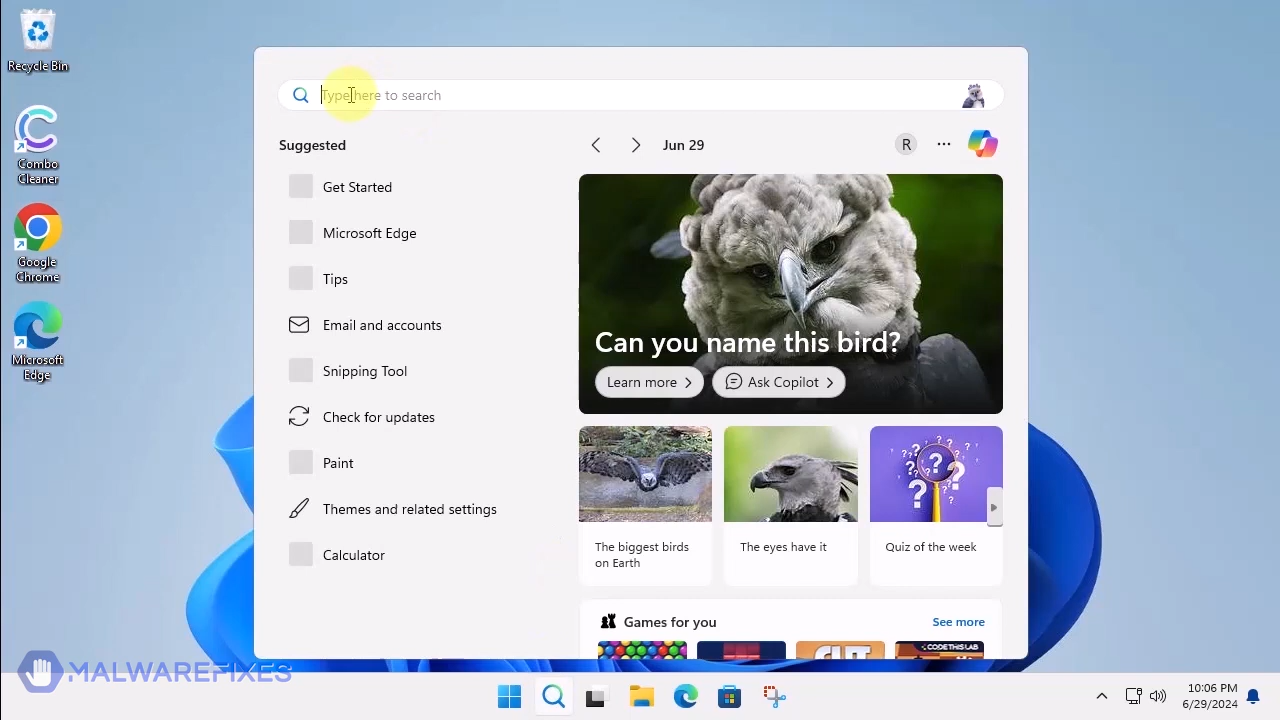 Recycle Bin
Combo
Cleaner
Google
Chrome
Microsoft
Edge
Type here to search
Suggested
Get Started
Microsoft Edge
Tips
Email and accounts
Snipping Tool
Check for updates
Paint
Themes and related settings
Calculator
Jun 29
R
Can you name this bird?
Learn more
Ask Copilot
The biggest birds
on Earth
The eyes have it
Quiz of the week
Games for you
See more
CODE THIS LAB
MALWAREFIXES
10:06 PM
6/29/2024